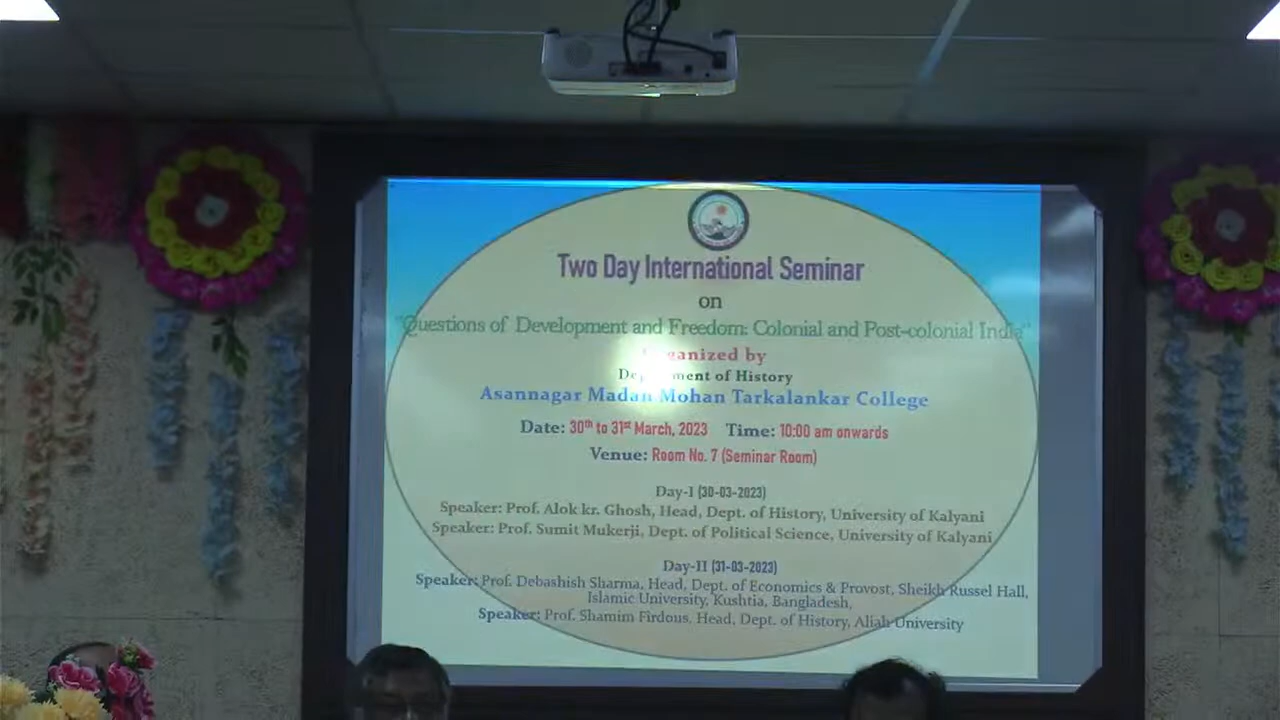 Two Day International Seminar
on
"Questions of Development and Freedom: Colonial and Post-colonial India"
Organized by
Department of History
Asannagar Madan Mohan Tarkalankar College
Date: 30th to 31st March, 2023 Time: 10:00 am onwards
Venue: Room No. 7 (Seminar Room)
Day-I (30-03-2023)
Speaker: Prof. Alok kr. Ghosh, Head, Dept. of History, University of Kalyani
Speaker: Prof. Sumit Mukerji, Dept. of Political Science, University of Kalyani
Day-II (31-03-2023)
Speaker: Prof. Debashish Sharma, Head, Dept. of Economics & Provost, Sheikh Russel Hall,
Islamic University, Kushtia, Bangladesh,
Speaker: Prof. Shamim Firdous, Head, Dept. of History, Aliah University